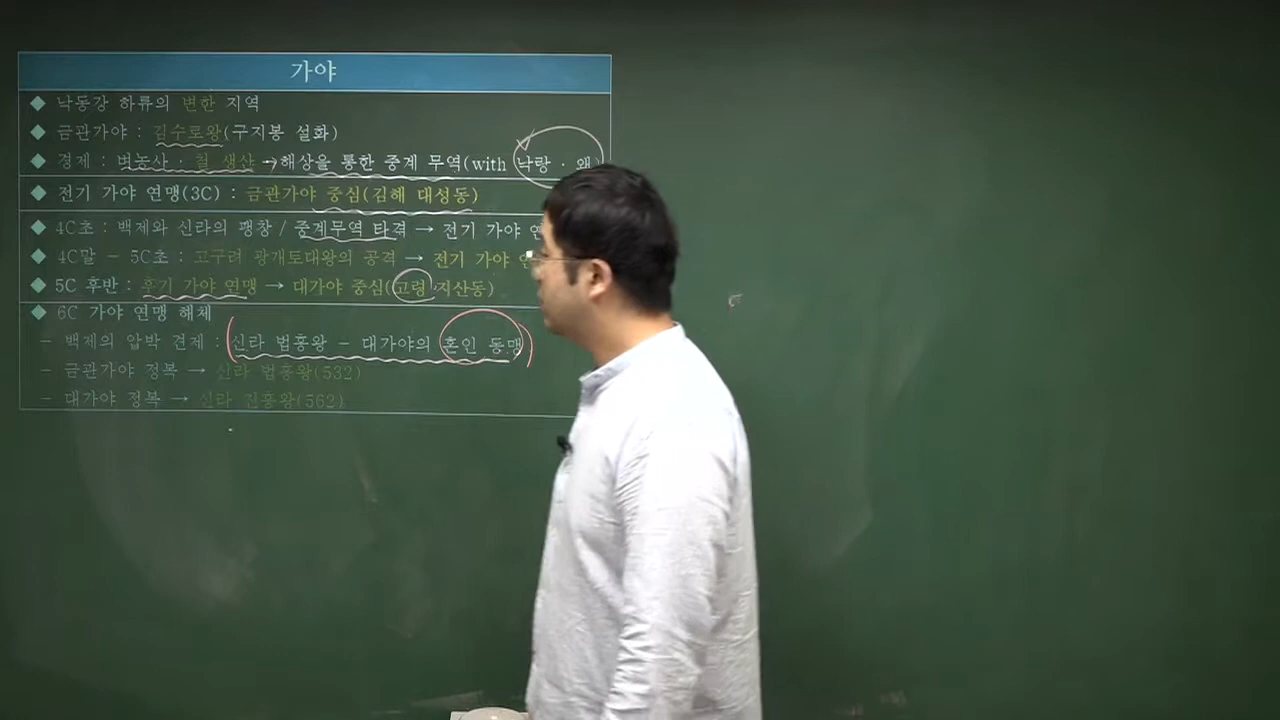 가야
◆ 낙동강 하류의 변한 지역
◆ 금관가야 : 김수로왕(구지봉 설화)
◆ 경제 : 벼농사 · 철 생산 → 해상을 통한 중계 무역(with 낙랑 · 왜)
◆ 전기 가야 연맹(3C) : 금관가야 중심(김해 대성동)
◆ 4C초 : 백제와 신라의 팽창 / 중계무역 타격 → 전기 가야
◆ 4C말 - 5C초 : 고구려 광개토대왕의 공격 → 전기 가야
◆ 5C 후반 : 후기 가야 연맹 → 대가야 중심(고령 지산동)
◆ 6C 가야 연맹 해체
- 백제의 압박 견제 : 신라 법흥왕 - 대가야의 혼인 동맹
- 금관가야 정복 → 신라 법흥왕(532)
- 대가야 정복 → 신라 진흥왕(562)